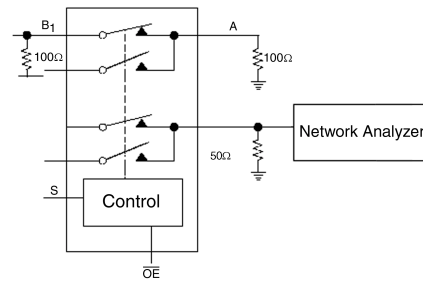 B1
A
100Ω
100Ω
Network Analyzer
50Ω
S
Control
OE